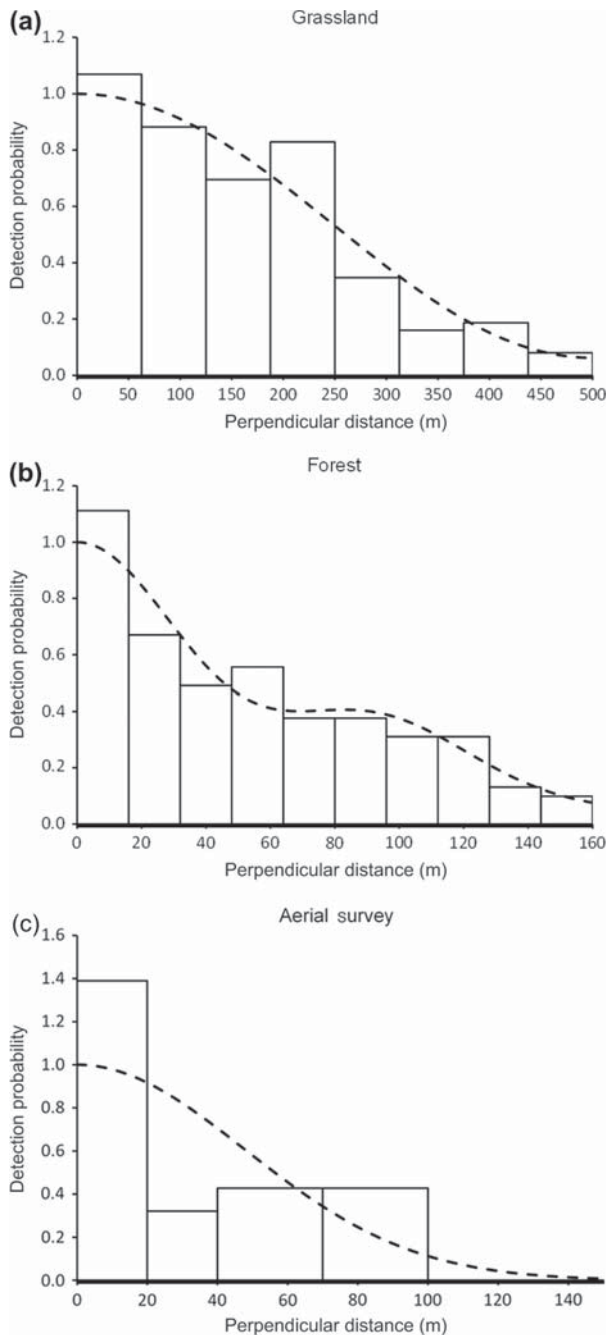 (a) Grassland
1.2
1.0
0.8
0.6
0.4
0.2
0.0
Detection probability
0 50 100 150 200 250 300 350 400 450 500
Perpendicular distance (m)
(b) Forest
1.2
1.0
0.8
0.6
0.4
0.2
0.0
Detection probability
0 20 40 60 80 100 120 140 160
Perpendicular distance (m)
(c) Aerial survey
1.6
1.4
1.2
1.0
0.8
0.6
0.4
0.2
0.0
Detection probability
0 20 40 60 80 100 120 140
Perpendicular distance (m)